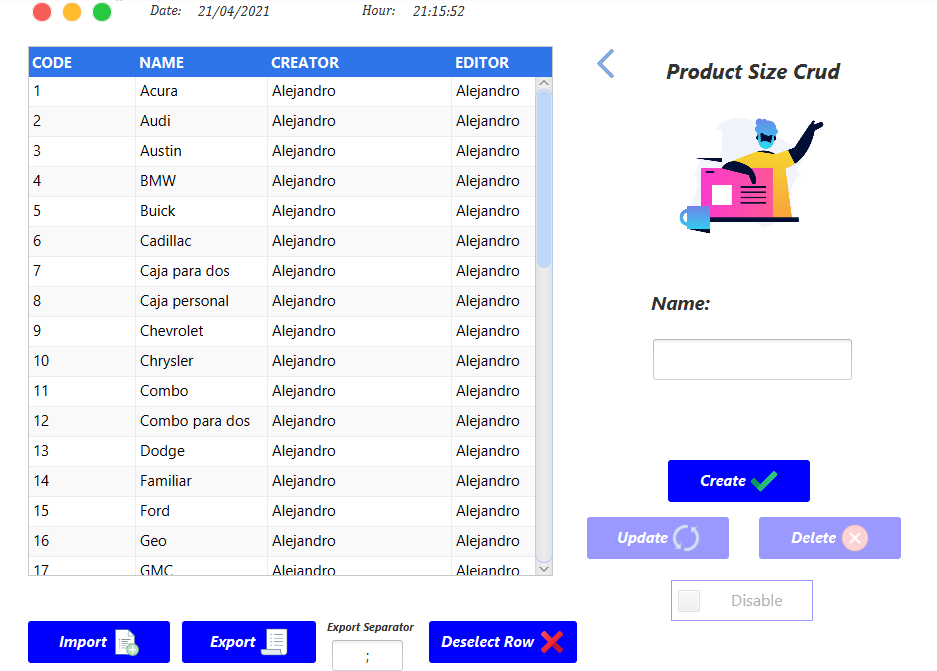 Date: 21/04/2021 Hour: 21:15:52
CODE NAME CREATOR EDITOR
1 Acura Alejandro Alejandro
2 Audi Alejandro Alejandro
3 Austin Alejandro Alejandro
4 BMW Alejandro Alejandro
5 Buick Alejandro Alejandro
6 Cadillac Alejandro Alejandro
7 Caja para dos Alejandro Alejandro
8 Caja personal Alejandro Alejandro
9 Chevrolet Alejandro Alejandro
10 Chrysler Alejandro Alejandro
11 Combo Alejandro Alejandro
12 Combo para dos Alejandro Alejandro
13 Dodge Alejandro Alejandro
14 Familiar Alejandro Alejandro
15 Ford Alejandro Alejandro
16 Geo Alejandro Alejandro
17 GMC Alejandro Alejandro
Import Export Export Separator
;
Deselect Row
Product Size Crud
Name:
Create
Update Delete
Disable